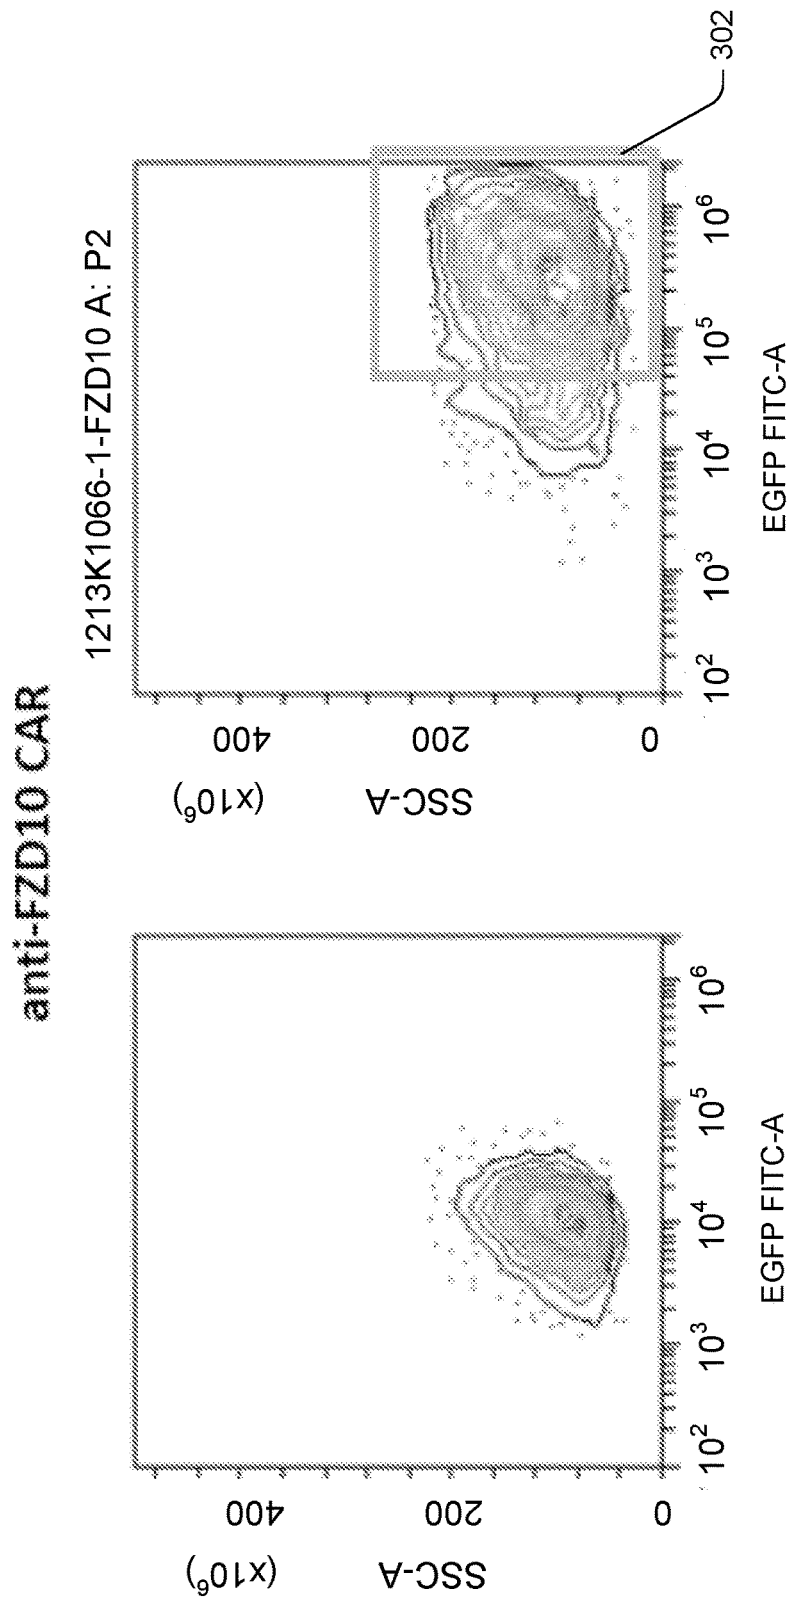 anti-FZD10 CAR
1213K1066-1-FZD10 A: P2
(x10⁶)
SSC-A
400
200
0
10² 10³ 10⁴ 10⁵ 10⁶
EGFP FITC-A
(x10⁶)
SSC-A
400
200
0
10² 10³ 10⁴ 10⁵ 10⁶
EGFP FITC-A
302